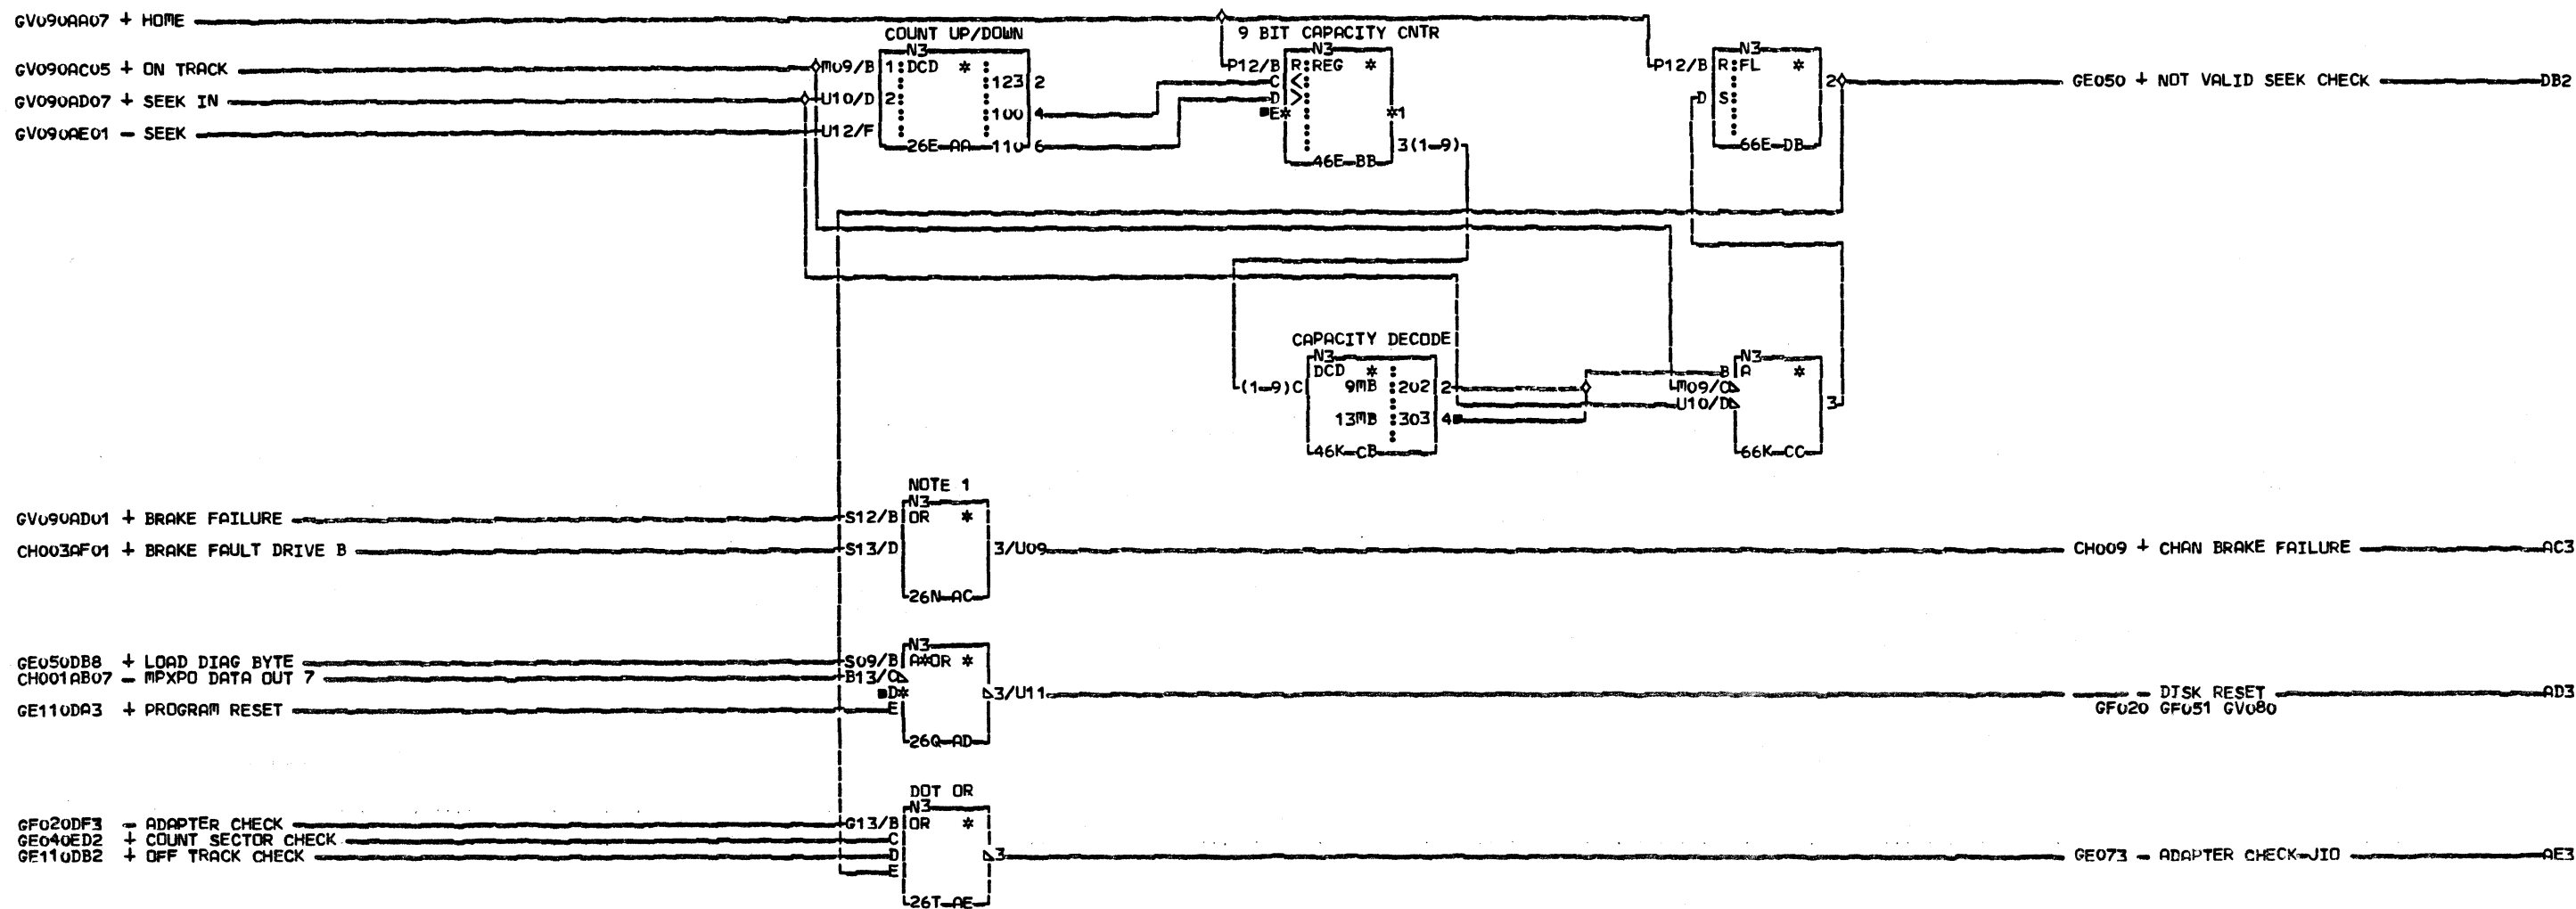 GV090AA07 + HOME
COUNT UP/DOWN
9 BIT CAPACITY CNTR
N3
N3
N3
GV090AC05 + ON TRACK
M09/B 1 DCD *
123 2
P12/B R REG *
P12/B R FL *
2
GE050 + NOT VALID SEEK CHECK
DB2
C <
GV090AD07 + SEEK IN
U10/D 2
D >
D S
100 4
E*
*1
GV090AE01 - SEEK
U12/F
26E-AA
110 6
3(1-9)
46E-BB
66E-DB
CAPACITY DECODE
N3
N3
DCD *
B A *
(1-9)C
9MB 202 2
M09/C
U10/D
3
13MB 303 4
46K-CB
66K-CC
NOTE 1
N3
GV090AD01 + BRAKE FAILURE
S12/B OR *
CH003AF01 + BRAKE FAULT DRIVE B
S13/D
3/U09
CH009 + CHAN BRAKE FAILURE
AC3
26N-AC
N3
GE050DB8 + LOAD DIAG BYTE
S09/B A*OR *
CH001AB07 - MPXPO DATA OUT 7
B13/C
D*
3/U11
- DISK RESET
AD3
GE110DA3 + PROGRAM RESET
E
GF020 GF051 GV080
26Q-AD
DOT OR
N3
GF020DF3 - ADAPTER CHECK
G13/B OR *
GE040ED2 + COUNT SECTOR CHECK
C
GE110DB2 + OFF TRACK CHECK
D
3
GE073 - ADAPTER CHECK-JIO
AE3
E
26T-AE